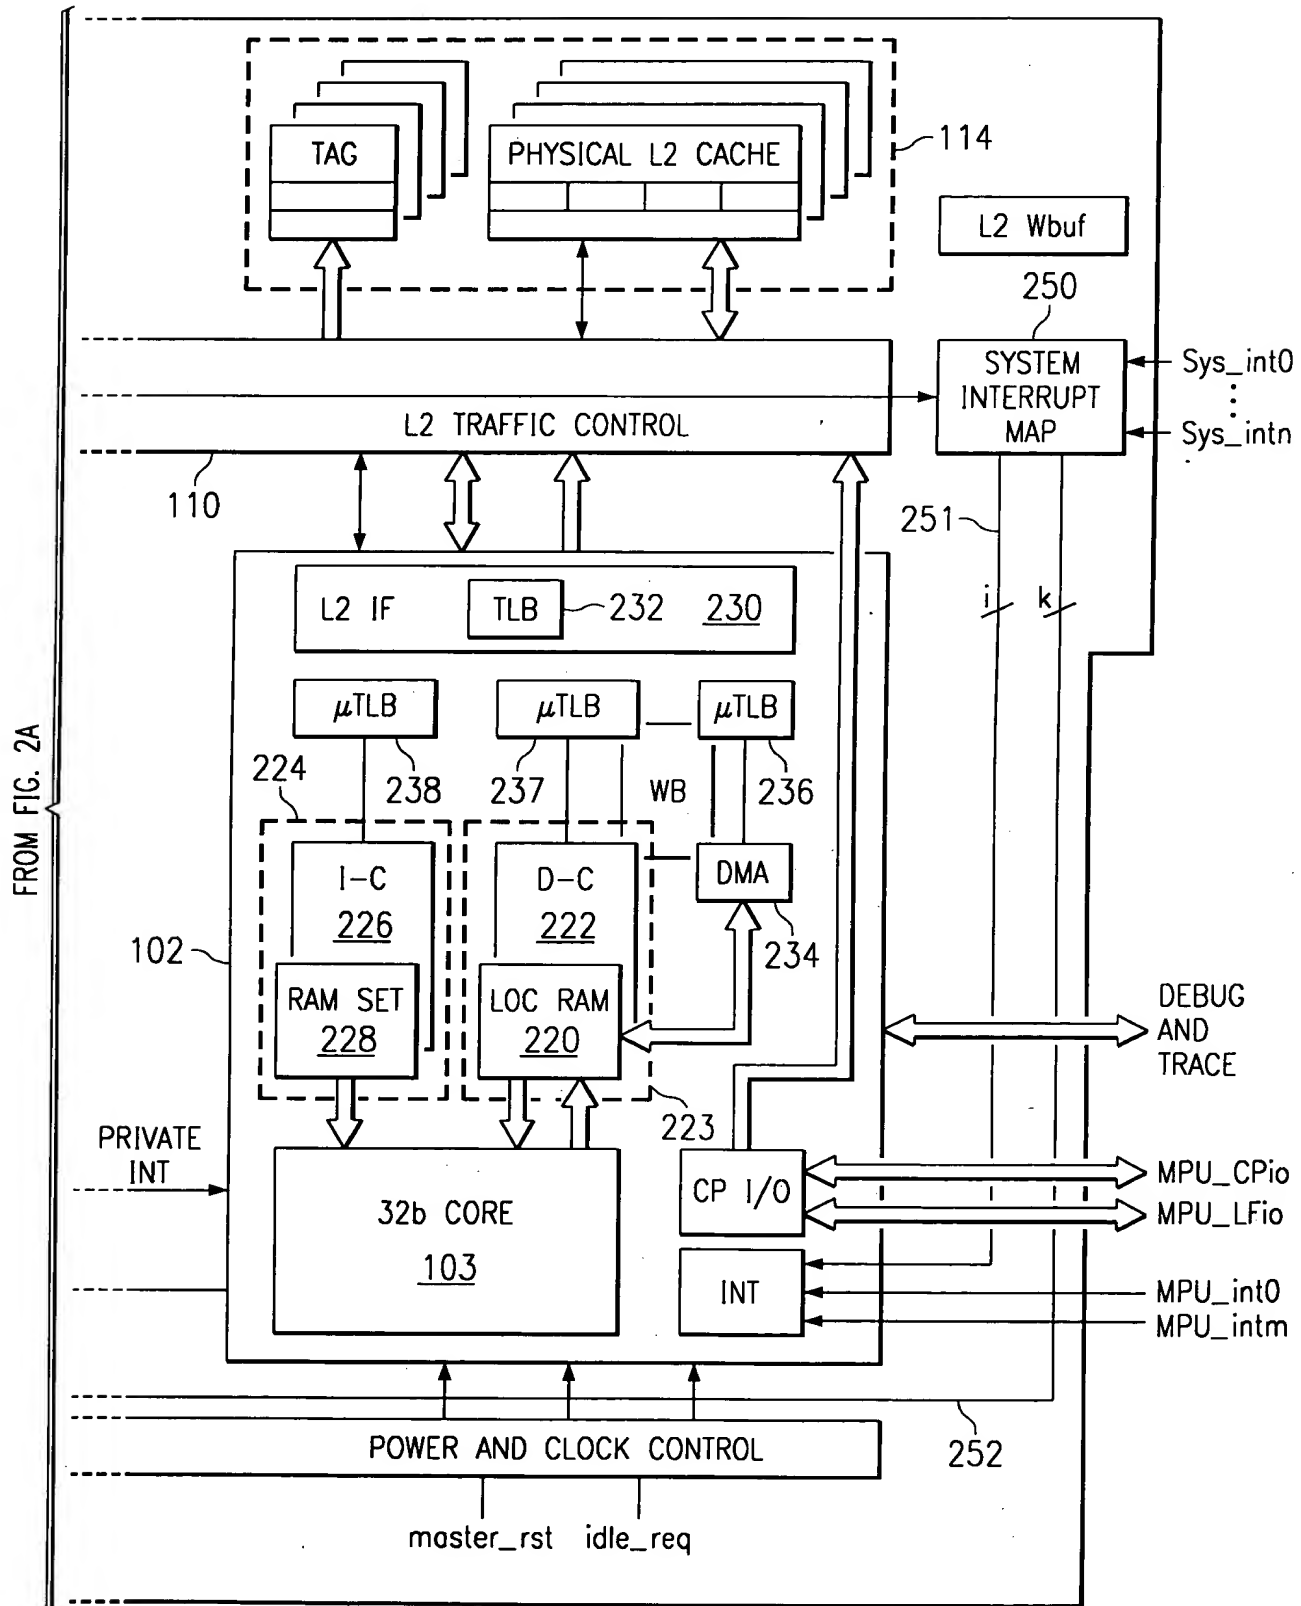 TAG
PHYSICAL L2 CACHE
114
L2 Wbuf
250
SYSTEM
INTERRUPT
MAP
Sys_int0
Sys_intn
L2 TRAFFIC CONTROL
110
251
i
k
L2 IF
TLB
232
230
μTLB
μTLB
μTLB
224
238
237
WB
236
FROM FIG. 2A
I-C
226
D-C
222
DMA
234
102
RAM SET
228
LOC RAM
220
DEBUG
AND
TRACE
223
PRIVATE
INT
32b CORE
103
CP I/O
MPU_CPio
MPU_LFio
INT
MPU_int0
MPU_intm
POWER AND CLOCK CONTROL
252
master_rst
idle_req